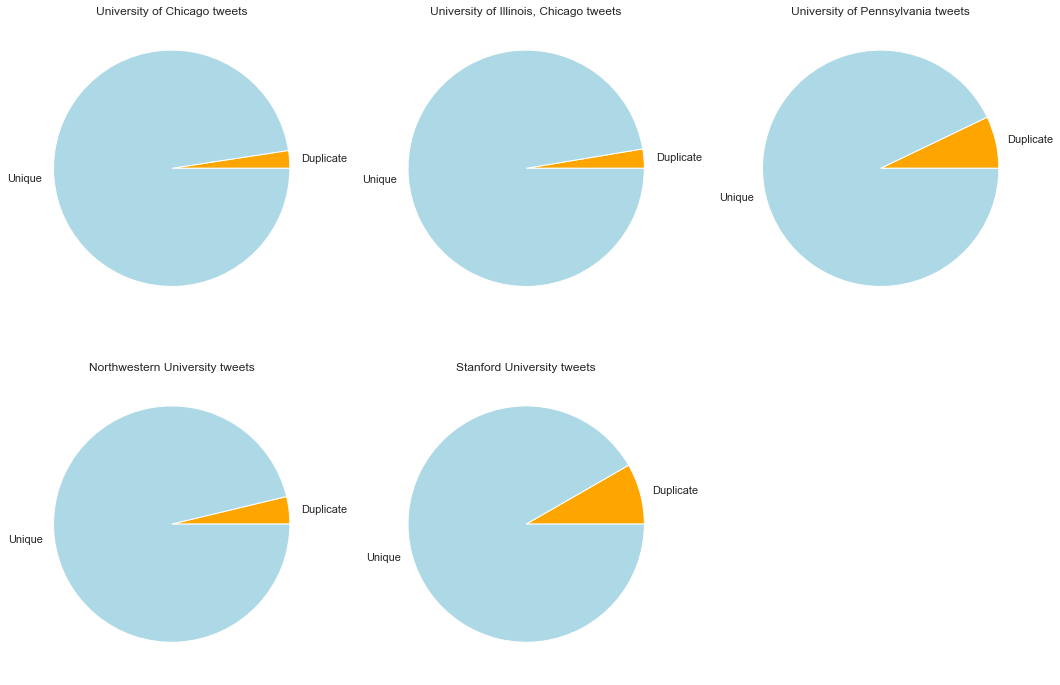 University of Chicago tweets
Duplicate
Unique
University of Illinois, Chicago tweets
Duplicate
Unique
University of Pennsylvania tweets
Duplicate
Unique
Northwestern University tweets
Duplicate
Unique
Stanford University tweets
Duplicate
Unique